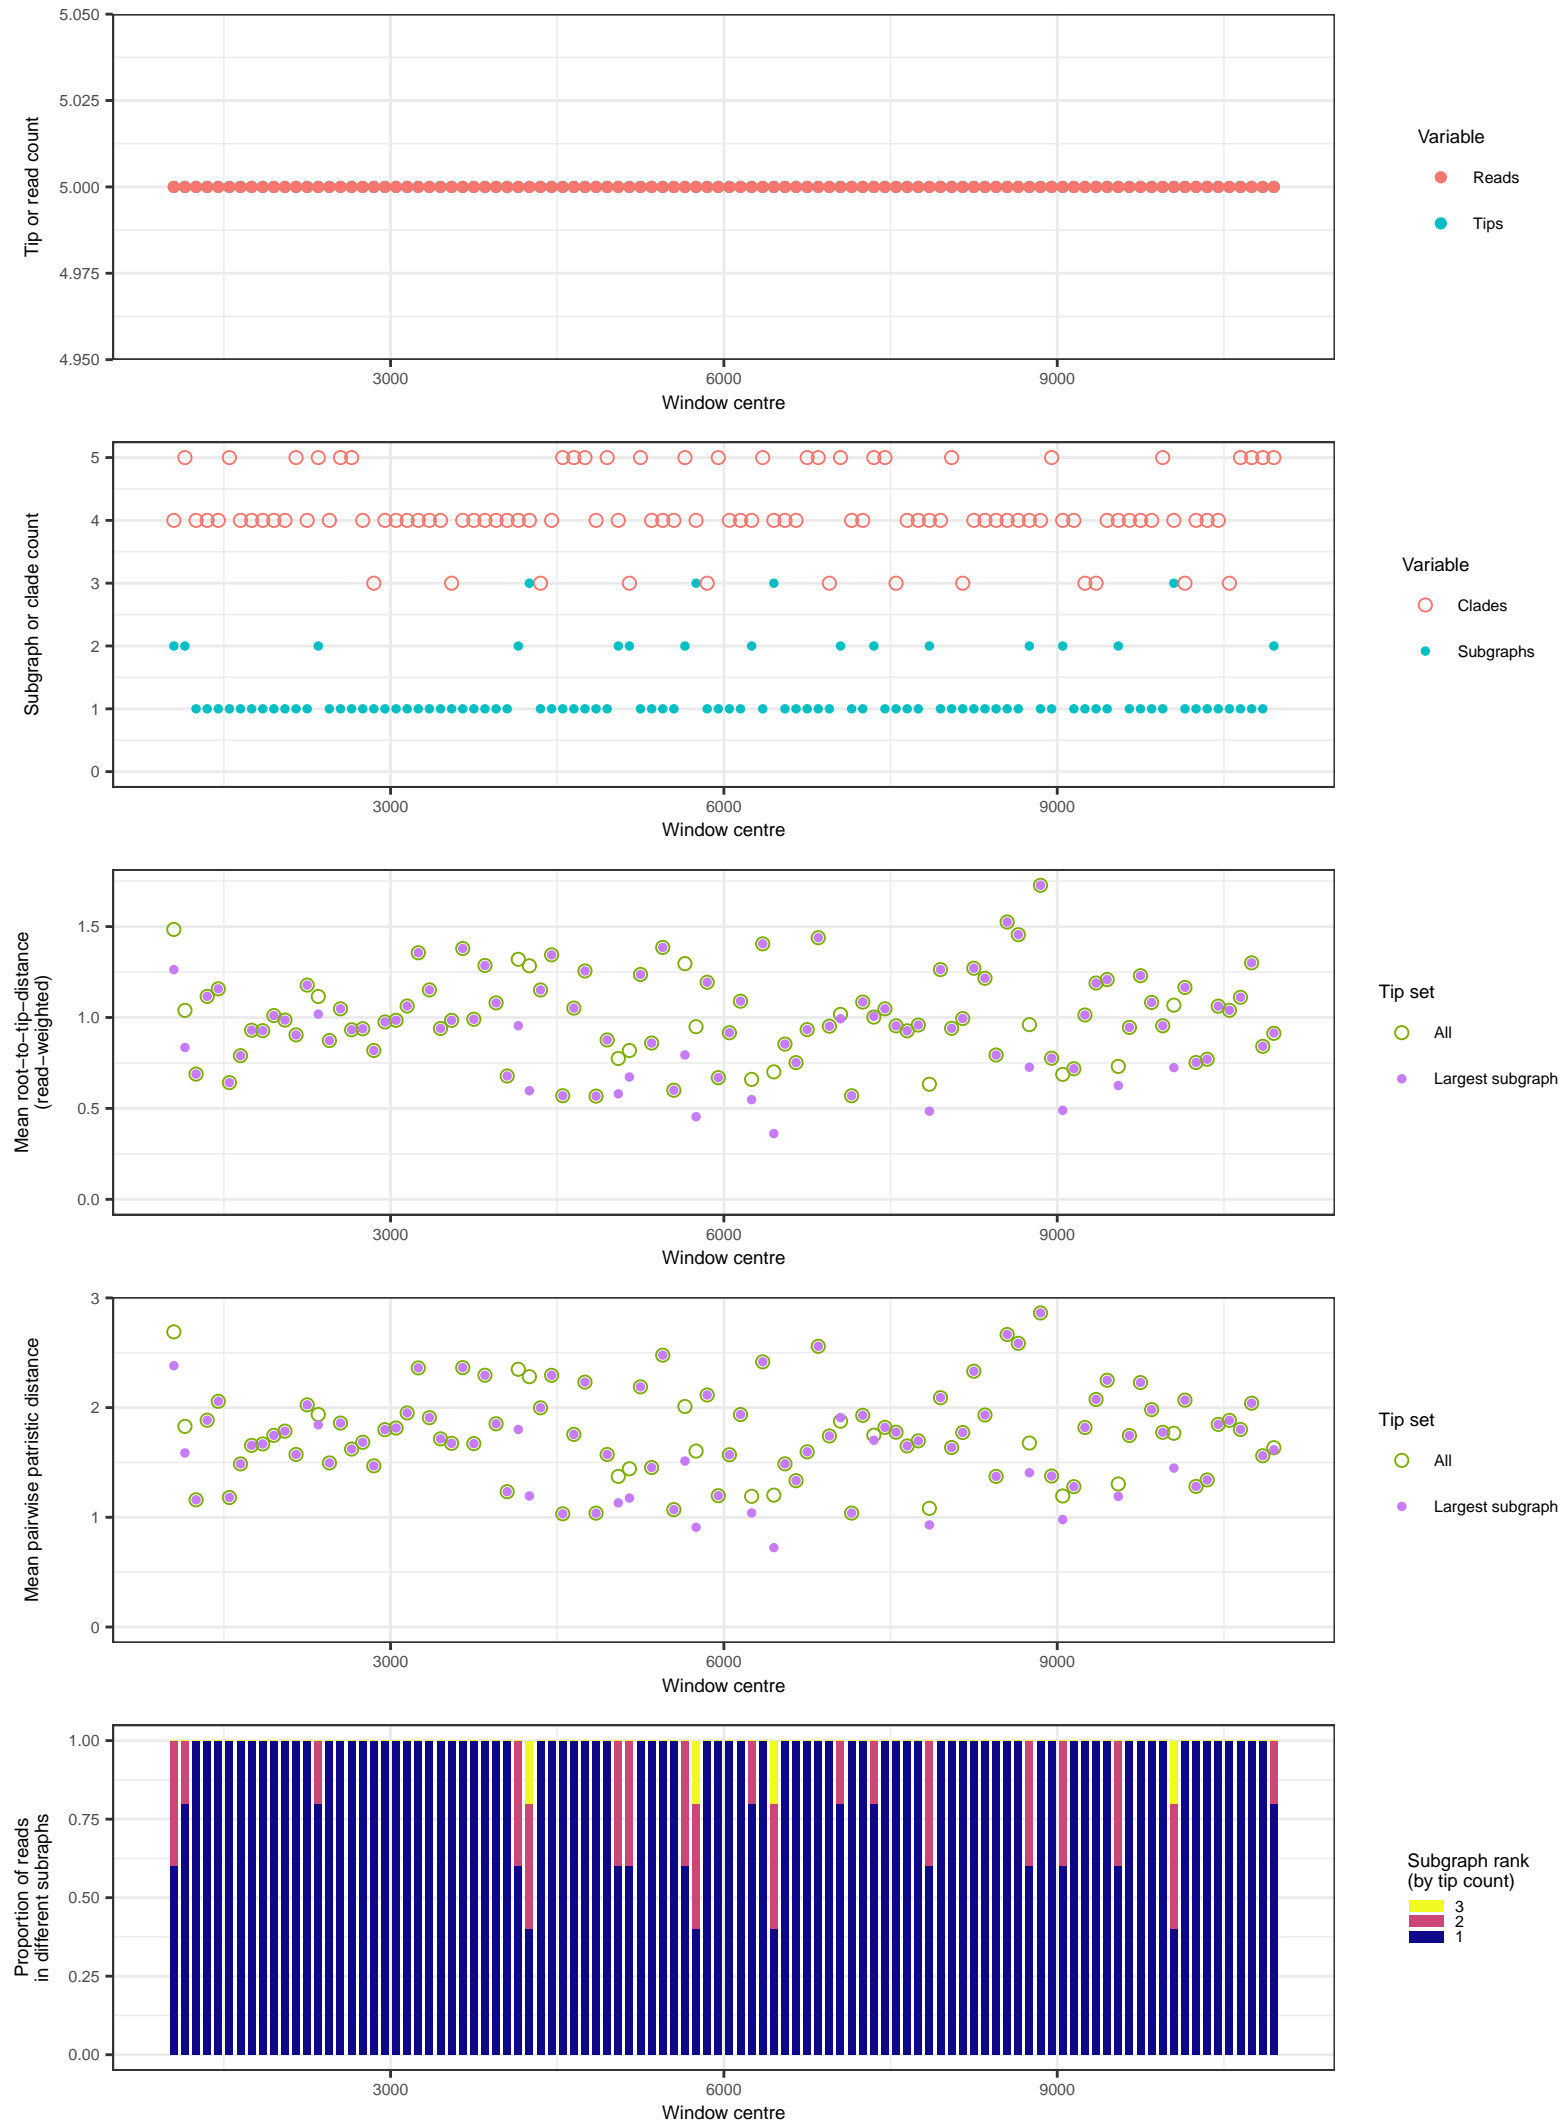 5.050
5.025
5.000
4.975
4.950
Tip or read count
3000
6000
9000
Window centre
Variable
Reads
Tips
5
4
3
2
1
0
Subgraph or clade count
3000
6000
9000
Window centre
Variable
Clades
Subgraphs
1.5
1.0
0.5
0.0
Mean root−to−tip−distance
(read−weighted)
3000
6000
9000
Window centre
Tip set
All
Largest subgraph
3
2
1
0
Mean pairwise patristic distance
3000
6000
9000
Window centre
Tip set
All
Largest subgraph
1.00
0.75
0.50
0.25
0.00
Proportion of reads
in different subraphs
3000
6000
9000
Window centre
Subgraph rank
(by tip count)
3
2
1